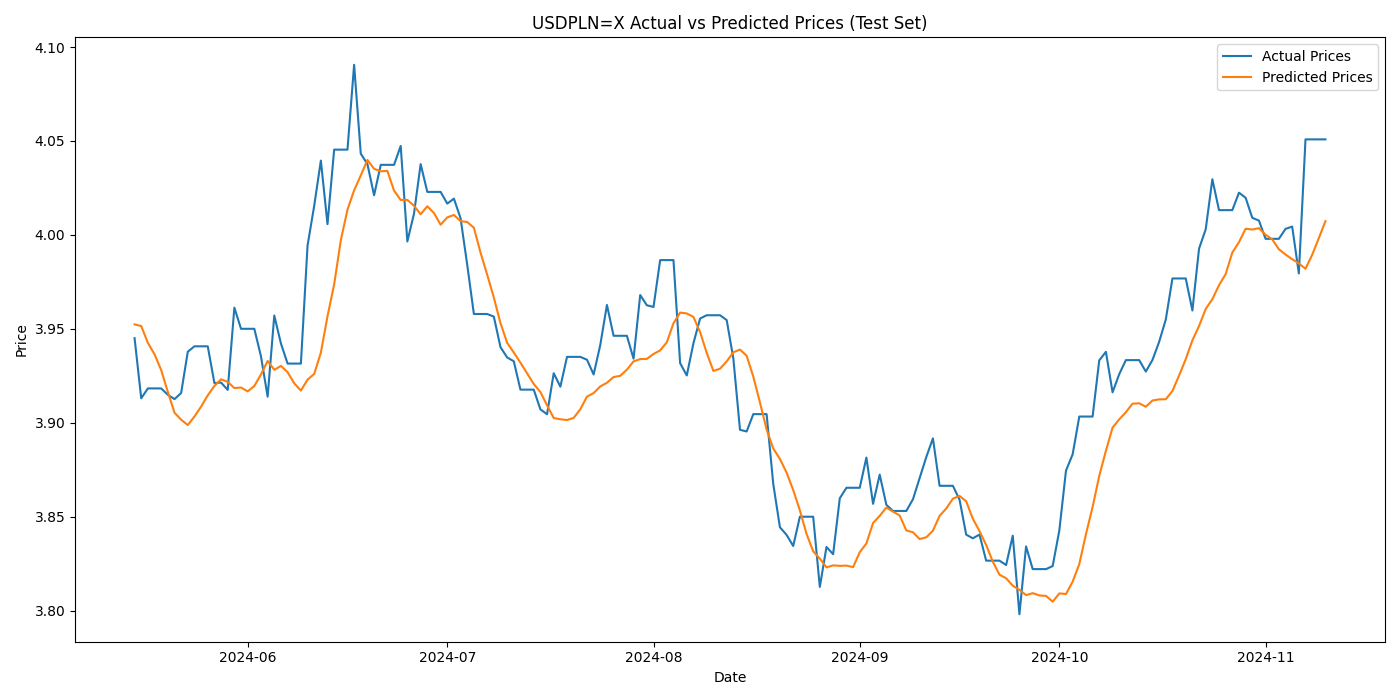 USDPLN=X Actual vs Predicted Prices (Test Set)
Actual Prices
Predicted Prices
Price
4.10
4.05
4.00
3.95
3.90
3.85
3.80
2024-06
2024-07
2024-08
2024-09
2024-10
2024-11
Date